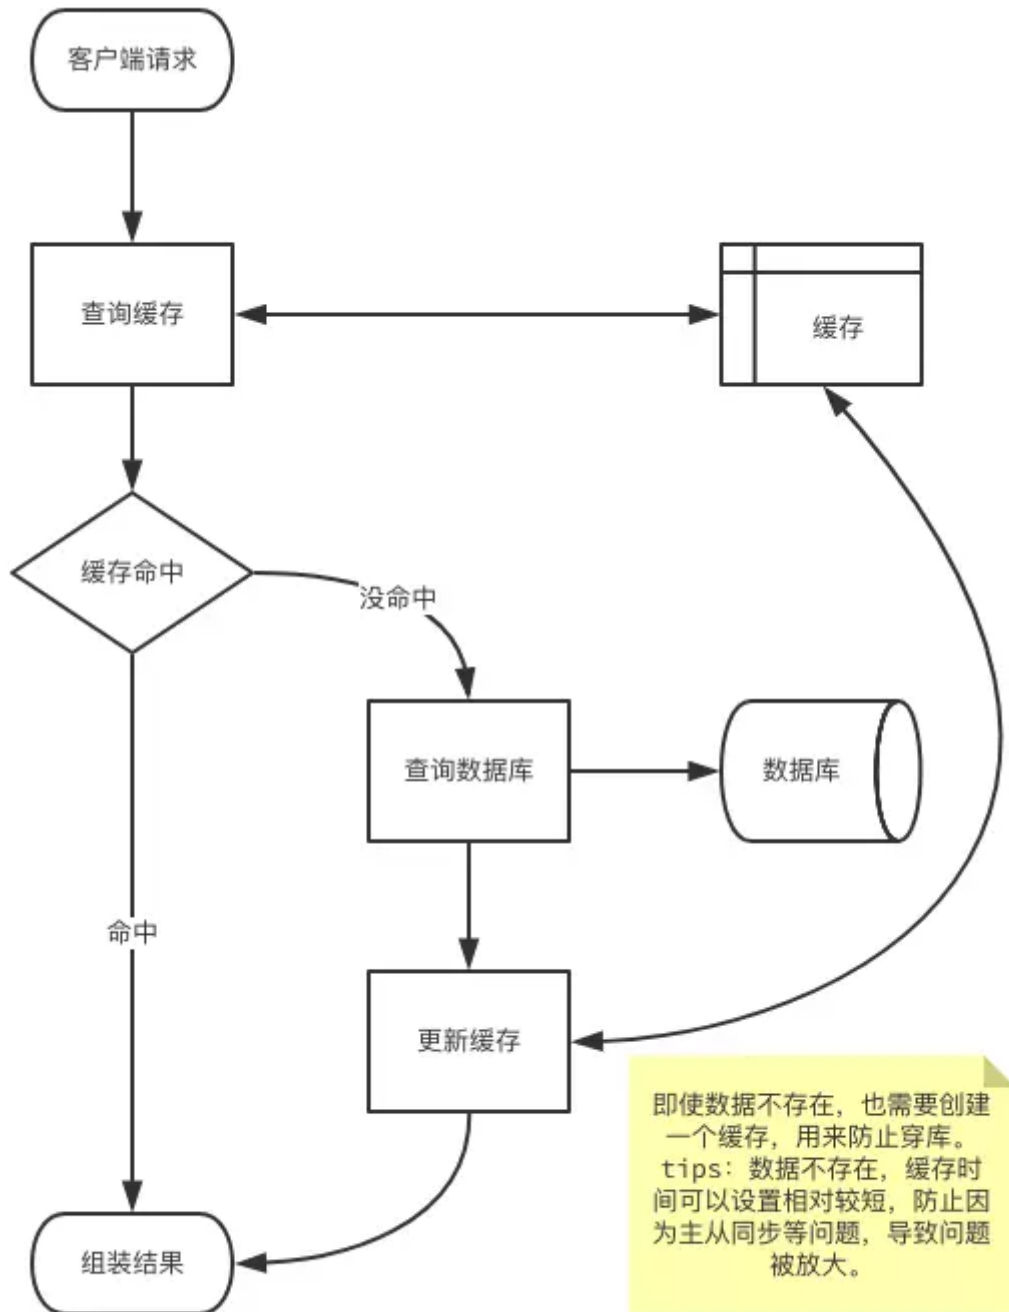 客户端请求
查询缓存
缓存
缓存命中
没命中
查询数据库
数据库
命中
更新缓存
即使数据不存在，也需要创建
一个缓存，用来防止穿库。
tips：数据不存在，缓存时
间可以设置相对较短，防止因
为主从同步等问题，导致问题
被放大。
组装结果